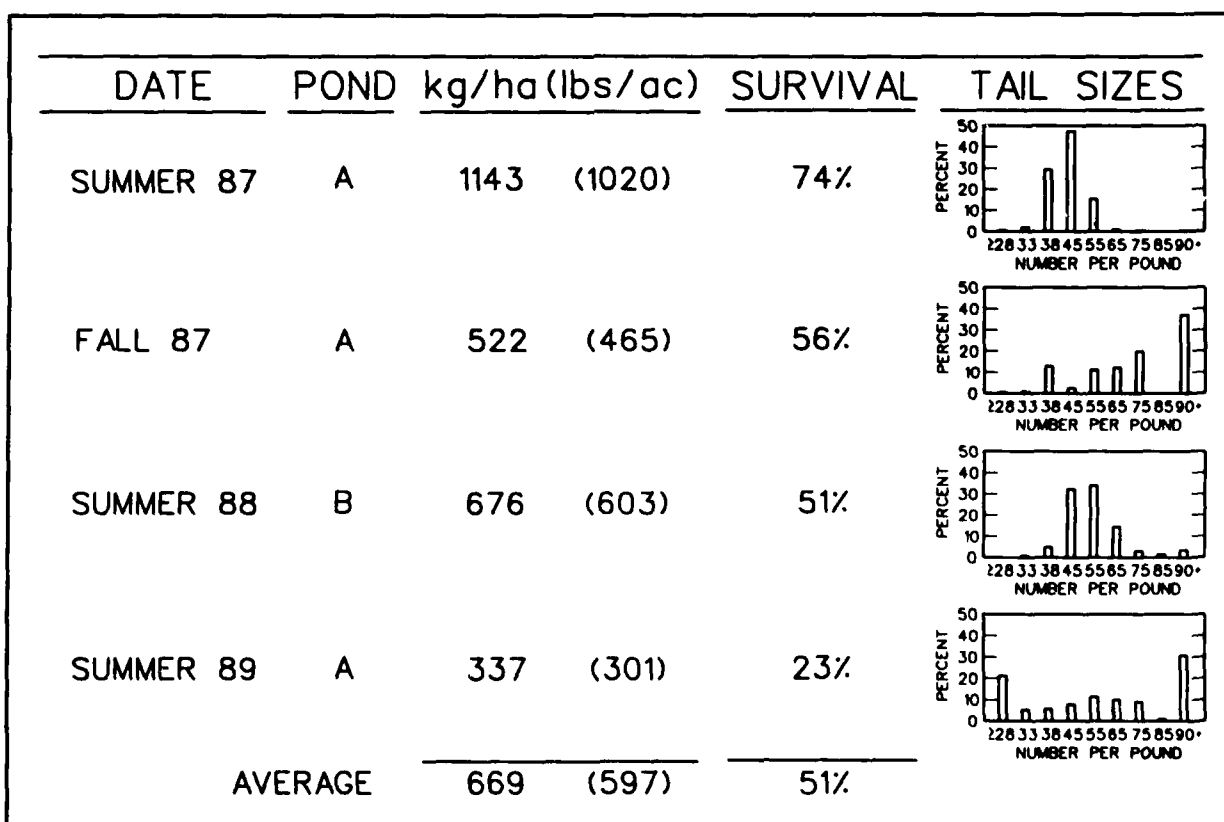 DATE POND kg/ha (lbs/ac) SURVIVAL TAIL SIZES
SUMMER 87 A 1143 (1020) 74%
PERCENT
50
40
30
20
10
0
≥28 33 38 45 55 65 75 85 90+
NUMBER PER POUND
FALL 87 A 522 (465) 56%
PERCENT
50
40
30
20
10
0
≥28 33 38 45 55 65 75 85 90+
NUMBER PER POUND
SUMMER 88 B 676 (603) 51%
PERCENT
50
40
30
20
10
0
≥28 33 38 45 55 65 75 85 90+
NUMBER PER POUND
SUMMER 89 A 337 (301) 23%
PERCENT
50
40
30
20
10
0
≥28 33 38 45 55 65 75 85 90+
NUMBER PER POUND
AVERAGE 669 (597) 51%